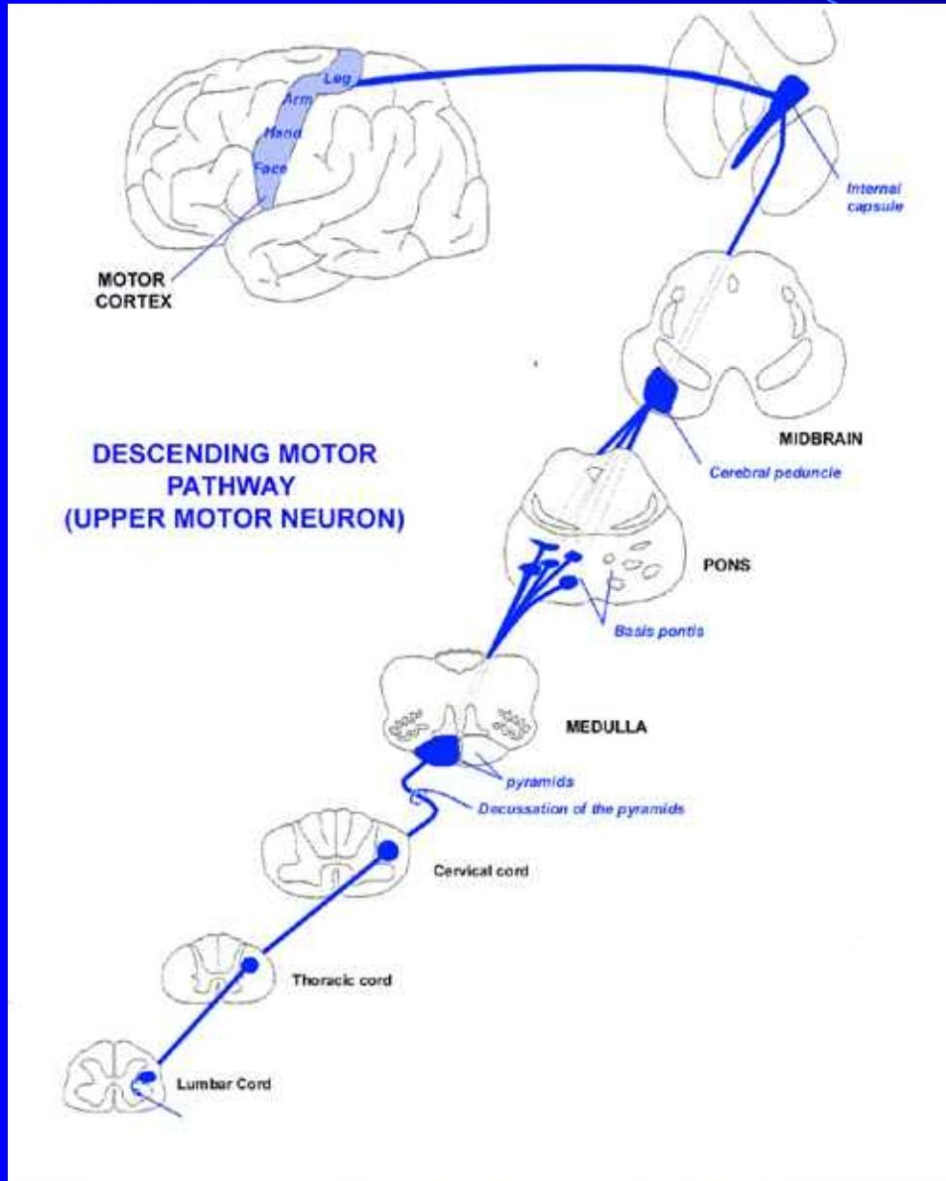 Leg
Arm
Hand
Face
Internal
capsule
MOTOR
CORTEX
MIDBRAIN
Cerebral peduncle
DESCENDING MOTOR
PATHWAY
(UPPER MOTOR NEURON)
PONS
Basis pontis
MEDULLA
pyramids
Decussation of the pyramids
Cervical cord
Thoracic cord
Lumbar Cord